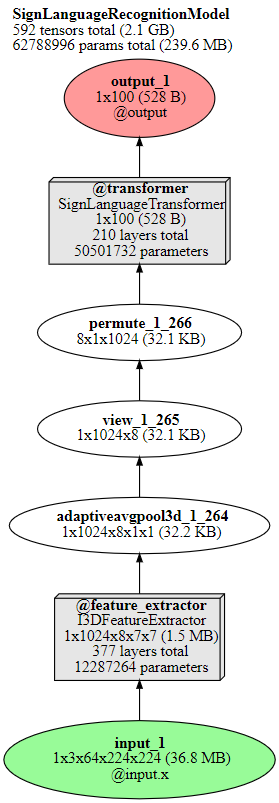 SignLanguageRecognitionModel
592 tensors total (2.1 GB)
62788996 params total (239.6 MB)
output_1
1x100 (528 B)
@output
@transformer
SignLanguageTransformer
1x100 (528 B)
210 layers total
50501732 parameters
permute_1_266
8x1x1024 (32.1 KB)
view_1_265
1x1024x8 (32.1 KB)
adaptiveavgpool3d_1_264
1x1024x8x1x1 (32.2 KB)
@feature_extractor
I3DFeatureExtractor
1x1024x8x7x7 (1.5 MB)
377 layers total
12287264 parameters
input_1
1x3x64x224x224 (36.8 MB)
@input.x